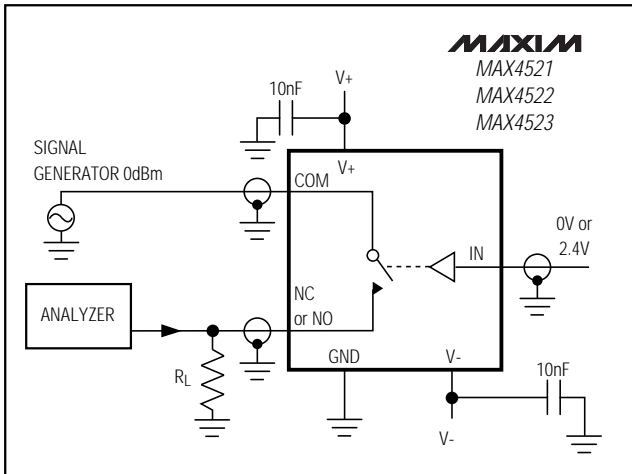 MAXIM
MAX4521
MAX4522
MAX4523
10nF
V+
SIGNAL
GENERATOR 0dBm
V+
COM
0V or
2.4V
IN
NC
or NO
ANALYZER
RL
GND
V-
10nF
V-